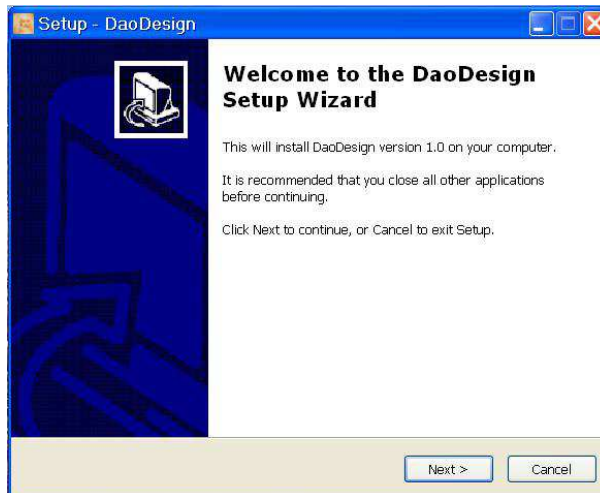 Setup - DaoDesign
Welcome to the DaoDesign
Setup Wizard
This will install DaoDesign version 1.0 on your computer.
It is recommended that you close all other applications
before continuing.
Click Next to continue, or Cancel to exit Setup.
Next >
Cancel